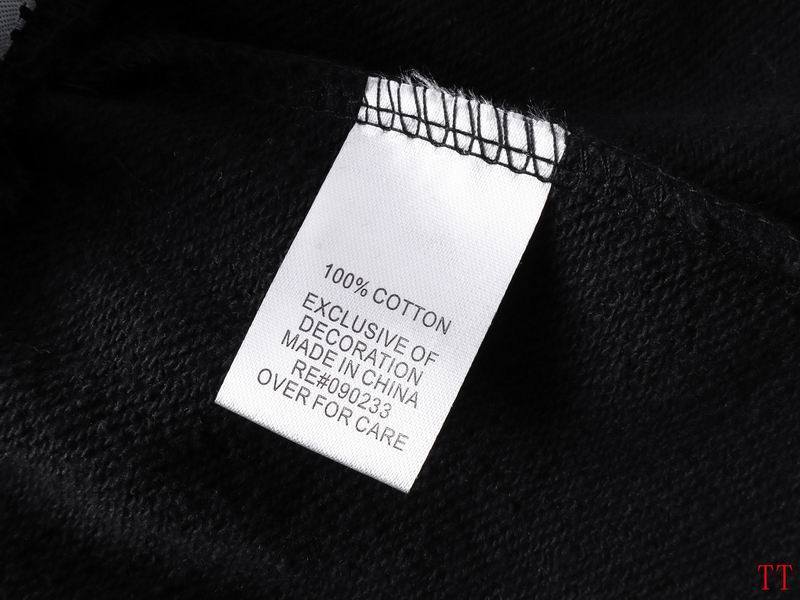 100% COTTON
EXCLUSIVE OF
DECORATION
MADE IN CHINA
RE#090233
OVER FOR CARE
TT